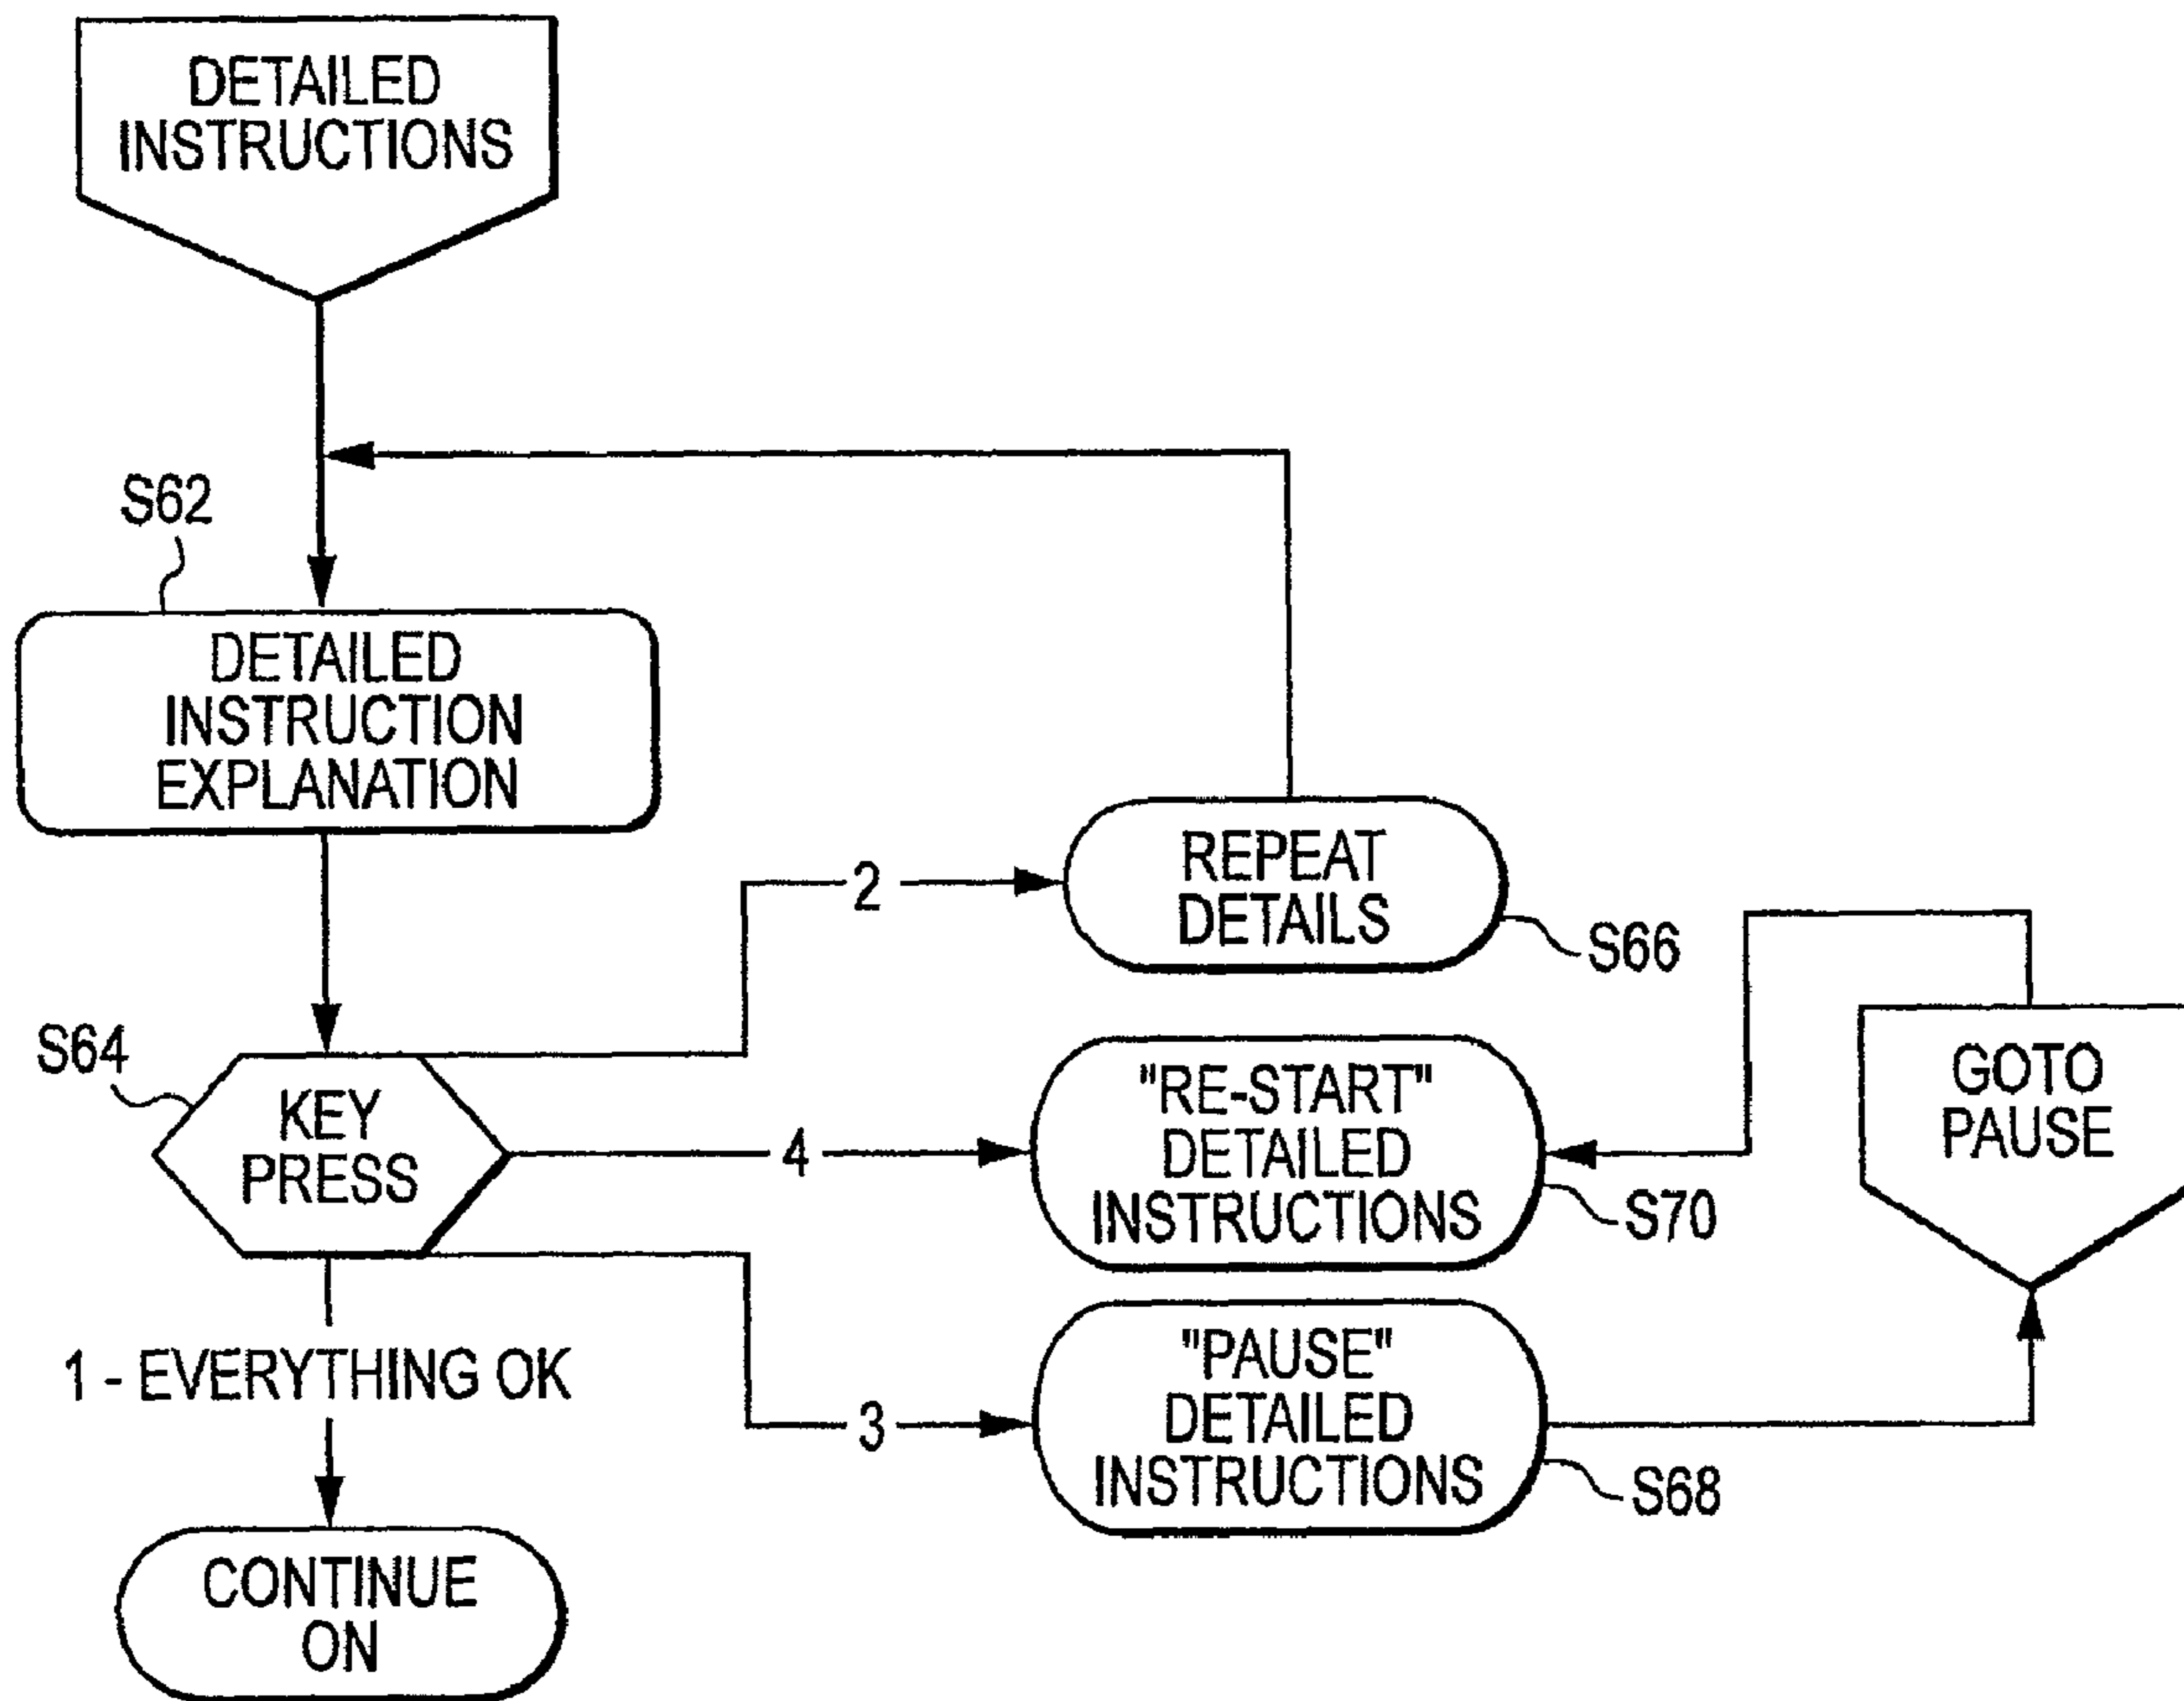 DETAILED
INSTRUCTIONS
S62
DETAILED
INSTRUCTION
EXPLANATION
2
REPEAT
DETAILS
S66
S64
KEY
PRESS
4
"RE-START"
DETAILED
INSTRUCTIONS
S70
GOTO
PAUSE
1 - EVERYTHING OK
3
"PAUSE"
DETAILED
INSTRUCTIONS
S68
CONTINUE
ON